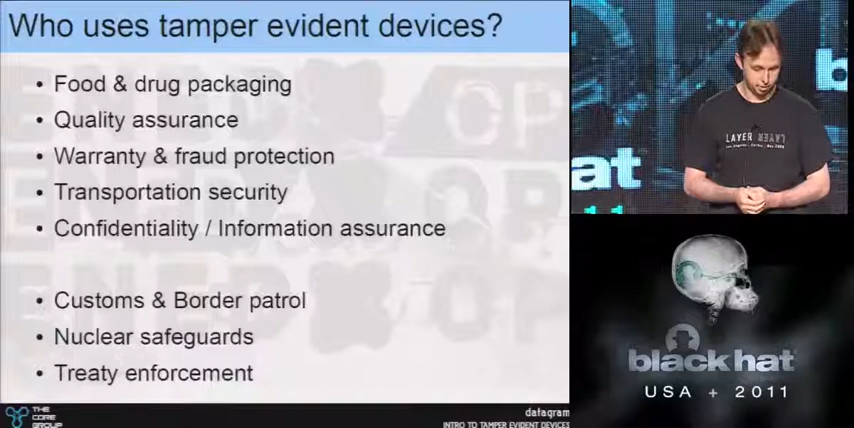 Who uses tamper evident devices?
• Food & drug packaging
• Quality assurance
• Warranty & fraud protection
• Transportation security
• Confidentiality / Information assurance
• Customs & Border patrol
• Nuclear safeguards
• Treaty enforcement
THE
CORE
GROUP
datagram
INTRO TO TAMPER EVIDENT DEVICES
LAYER
b
at
black hat
USA + 2011